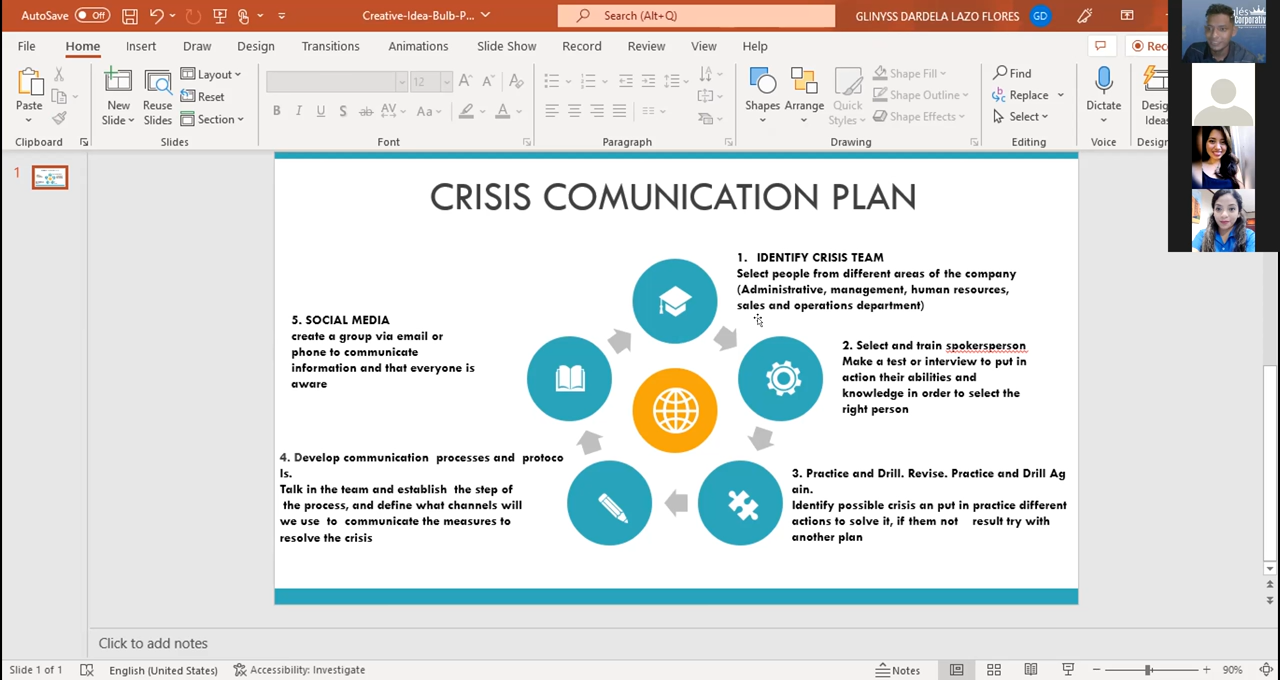 AutoSave Off
Creative-Idea-Bulb-P...
Search (Alt+Q)
GLINYSS DARDELA LAZO FLORES GD
File Home Insert Draw Design Transitions Animations Slide Show Record Review View Help
Rec
Paste
New Slide
Reuse Slides
Layout
Reset
Section
12
B I U S ab AV Aa A
Shapes
Arrange
Quick Styles
Shape Fill
Shape Outline
Shape Effects
Find
Replace
Select
Dictate
Desig
Ideas
Clipboard Slides Font Paragraph Drawing Editing Voice Design
1
CRISIS COMUNICATION PLAN
1. IDENTIFY CRISIS TEAM
Select people from different areas of the company
(Administrative, management, human resources,
sales and operations department)
2. Select and train spokersperson
Make a test or interview to put in
action their abilities and
knowledge in order to select the
right person
3. Practice and Drill. Revise. Practice and Drill Ag
ain.
Identify possible crisis an put in practice different
actions to solve it, if them not result try with
another plan
4. Develop communication processes and protoco
ls.
Talk in the team and establish the step of
the process, and define what channels will
we use to communicate the measures to
resolve the crisis
5. SOCIAL MEDIA
create a group via email or
phone to communicate
information and that everyone is
aware
Click to add notes
Slide 1 of 1 English (United States) Accessibility: Investigate Notes 90%